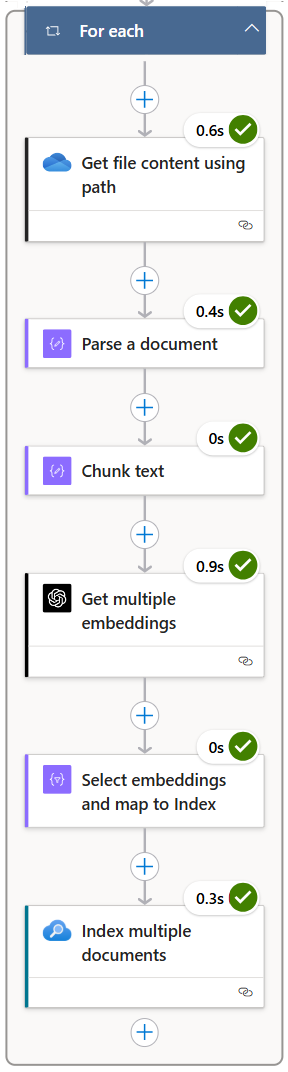 For each
0.6s
Get file content using
path
0.4s
Parse a document
0s
Chunk text
0.9s
Get multiple
embeddings
0s
Select embeddings
and map to Index
0.3s
Index multiple
documents